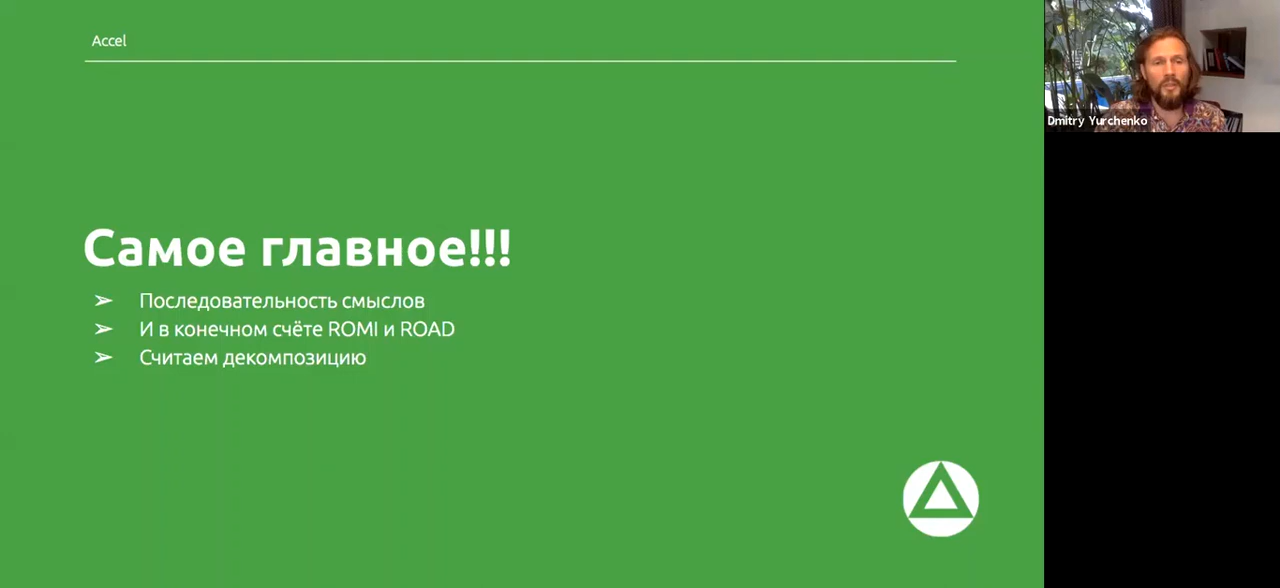 Accel
Dmitry Yurchenko
Самое главное!!!
➢ Последовательность смыслов
➢ И в конечном счёте ROMI и ROAD
➢ Считаем декомпозицию